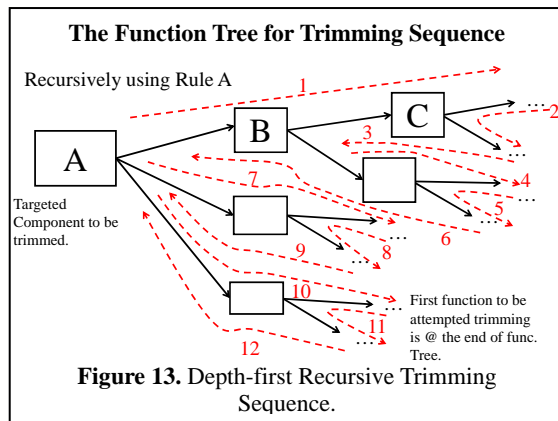 The Function Tree for Trimming Sequence
Recursively using Rule A
1
C
...
2
B
3
...
A
4
...
7
5
Targeted
Component to be
trimmed.
...
6
...
8
9
...
10
...
First function to be
attempted trimming
is @ the end of func.
Tree.
11
12
...
Figure 13. Depth-first Recursive Trimming
Sequence.